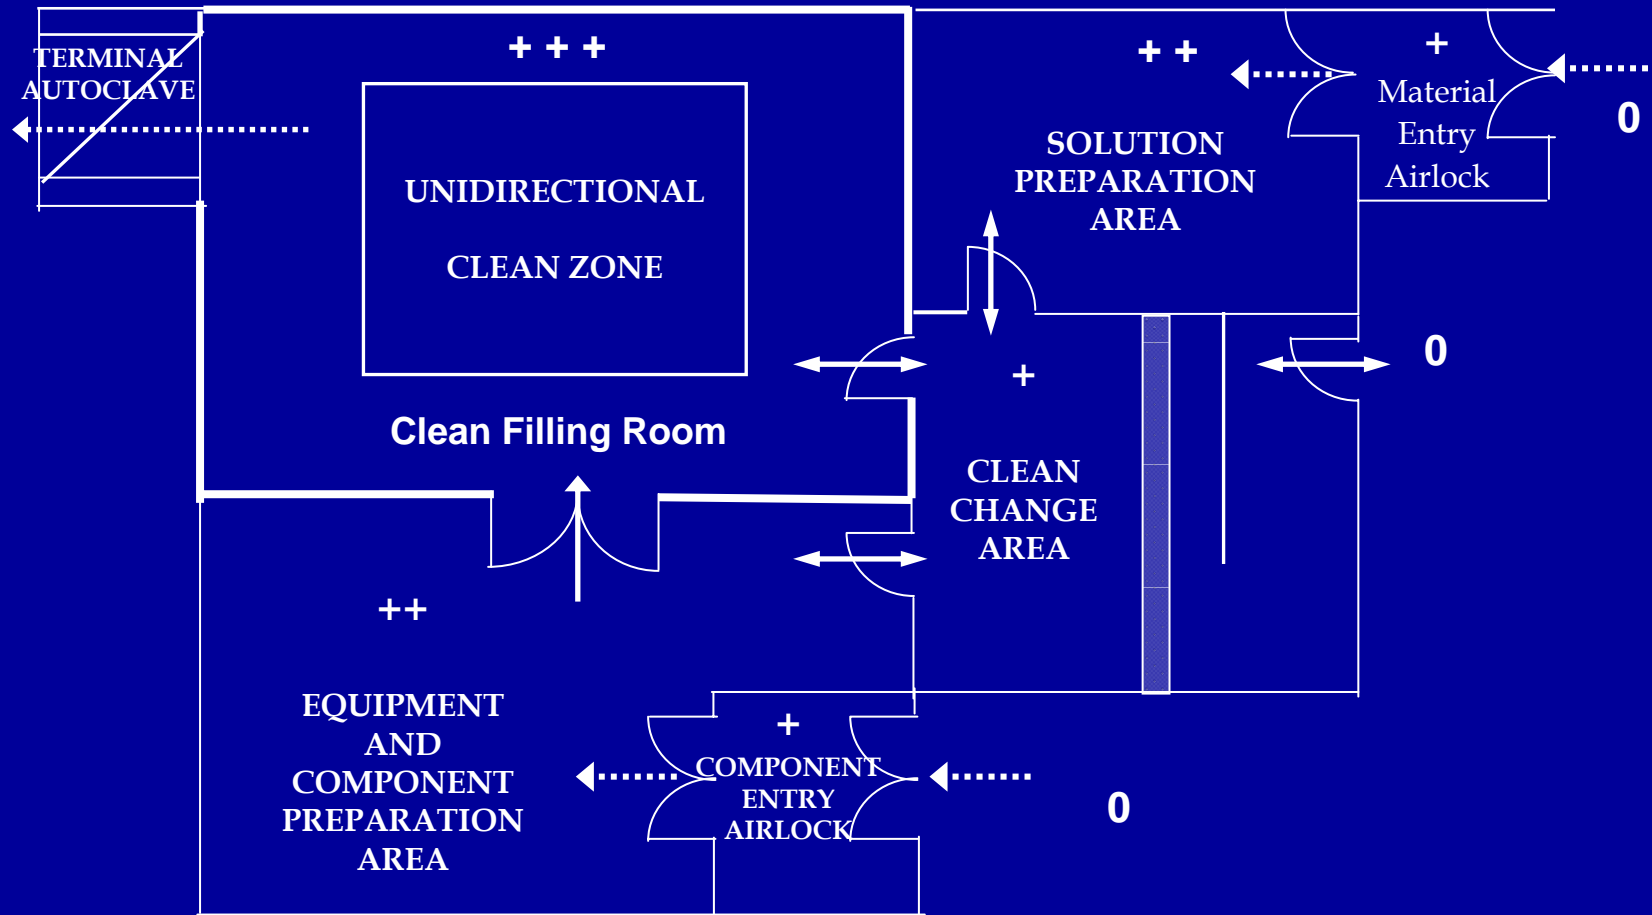 TERMINAL
AUTOCLAVE
+ + +
UNIDIRECTIONAL
CLEAN ZONE
Clean Filling Room
+ +
SOLUTION
PREPARATION
AREA
+
Material
Entry
Airlock
0
0
+
CLEAN
CHANGE
AREA
++
EQUIPMENT
AND
COMPONENT
PREPARATION
AREA
+
COMPONENT
ENTRY
AIRLOCK
0